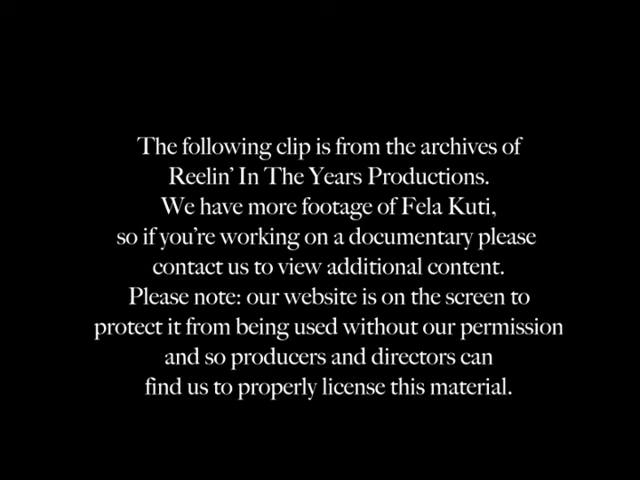 The following clip is from the archives of
Reelin’ In The Years Productions.
We have more footage of Fela Kuti,
so if you’re working on a documentary please
contact us to view additional content.
Please note: our website is on the screen to
protect it from being used without our permission
and so producers and directors can
find us to properly license this material.